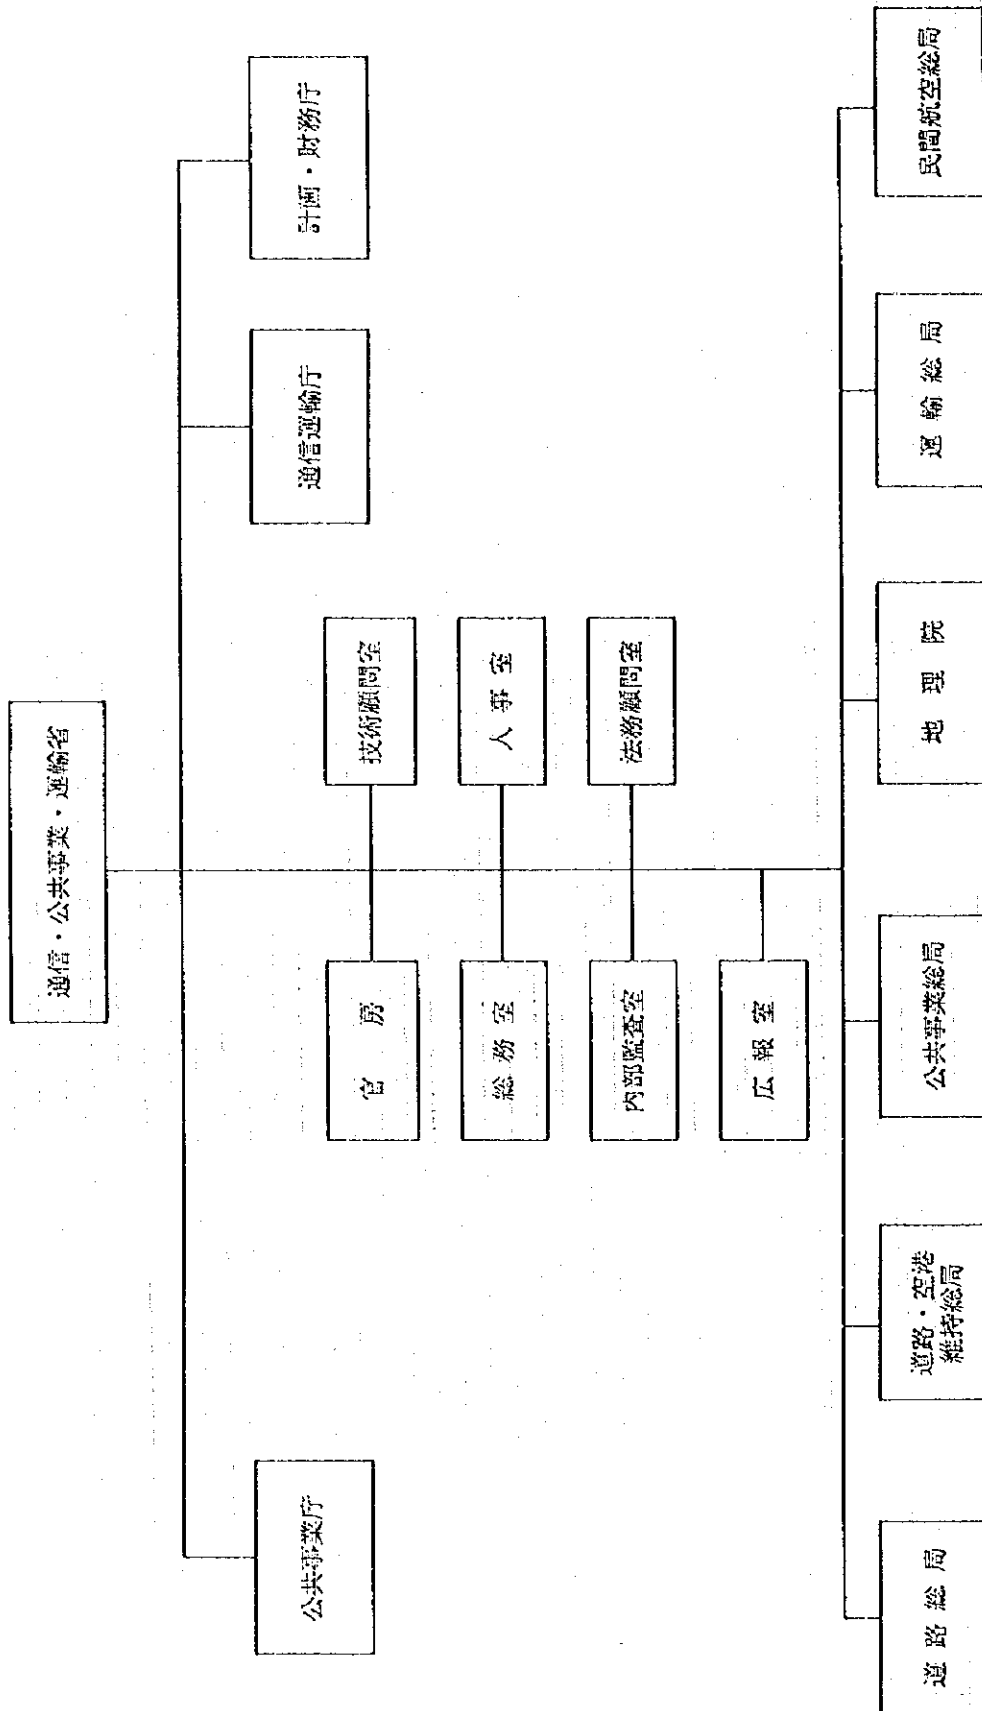 通信・公共事業・運輸省
公共事業庁
通信運輸庁
計画・財務庁
官房
技術顧問室
総務室
人事室
内部監査室
法務顧問室
広報室
道路総局
道路・空港
維持総局
公共事業総局
地理院
運輸総局
民間航空総局